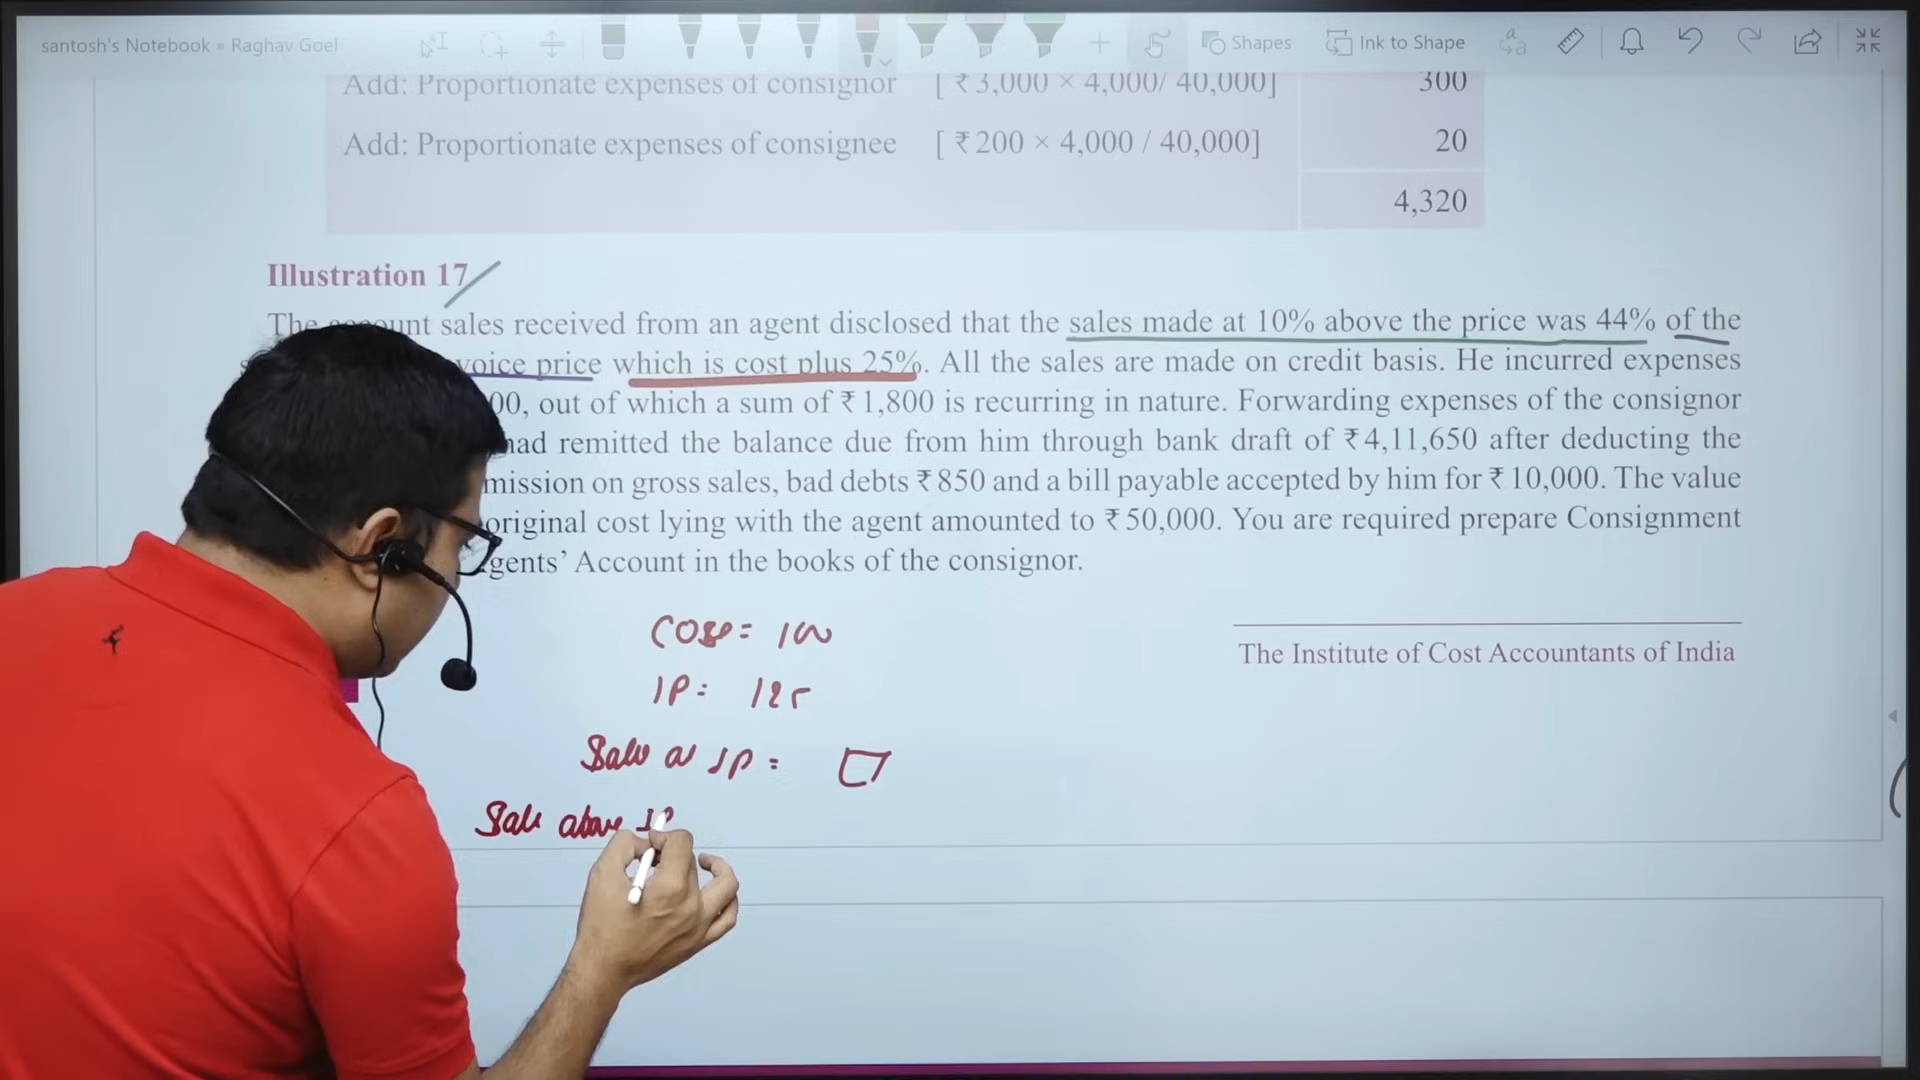 santosh's Notebook » Raghav Goel
Shapes
Ink to Shape
Add: Proportionate expenses of consignor [ ₹3,000 × 4,000/ 40,000] 300
Add: Proportionate expenses of consignee [ ₹200 × 4,000 / 40,000] 20
4,320
Illustration 17
The account sales received from an agent disclosed that the sales made at 10% above the price was 44% of the
voice price which is cost plus 25%. All the sales are made on credit basis. He incurred expenses
00, out of which a sum of ₹1,800 is recurring in nature. Forwarding expenses of the consignor
had remitted the balance due from him through bank draft of ₹4,11,650 after deducting the
mission on gross sales, bad debts ₹850 and a bill payable accepted by him for ₹10,000. The value
original cost lying with the agent amounted to ₹50,000. You are required prepare Consignment
gents' Account in the books of the consignor.
Cost = 100
IP = 125
Sales at IP =
Sale above IP
The Institute of Cost Accountants of India